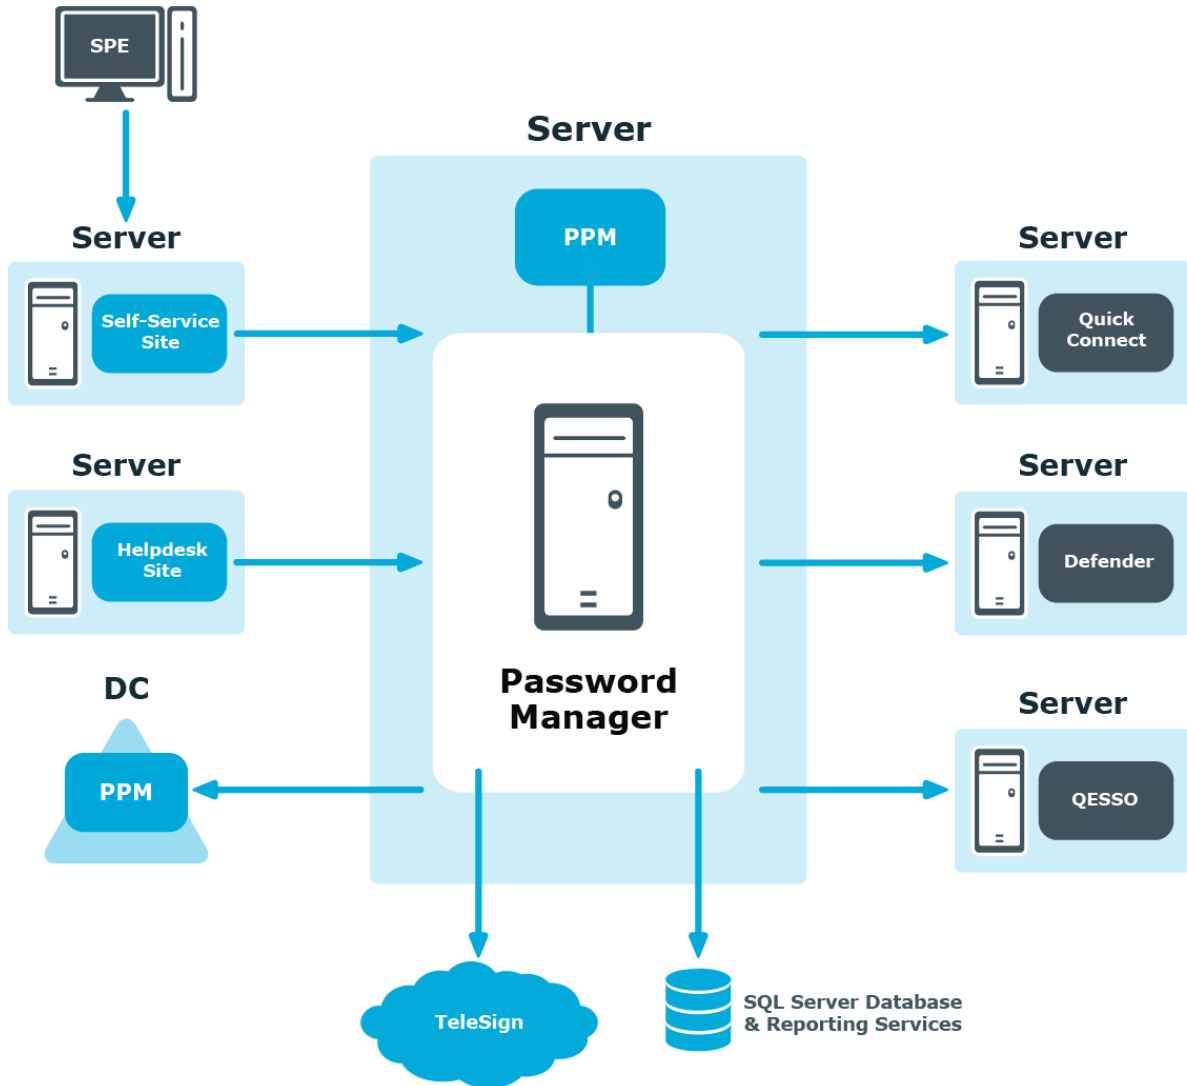 SPE
Server
Server
PPM
Server
Self-Service
Site
Quick
Connect
Server
Server
Helpdesk
Site
Defender
DC
Password
Manager
Server
PPM
QESSO
TeleSign
SQL Server Database
& Reporting Services